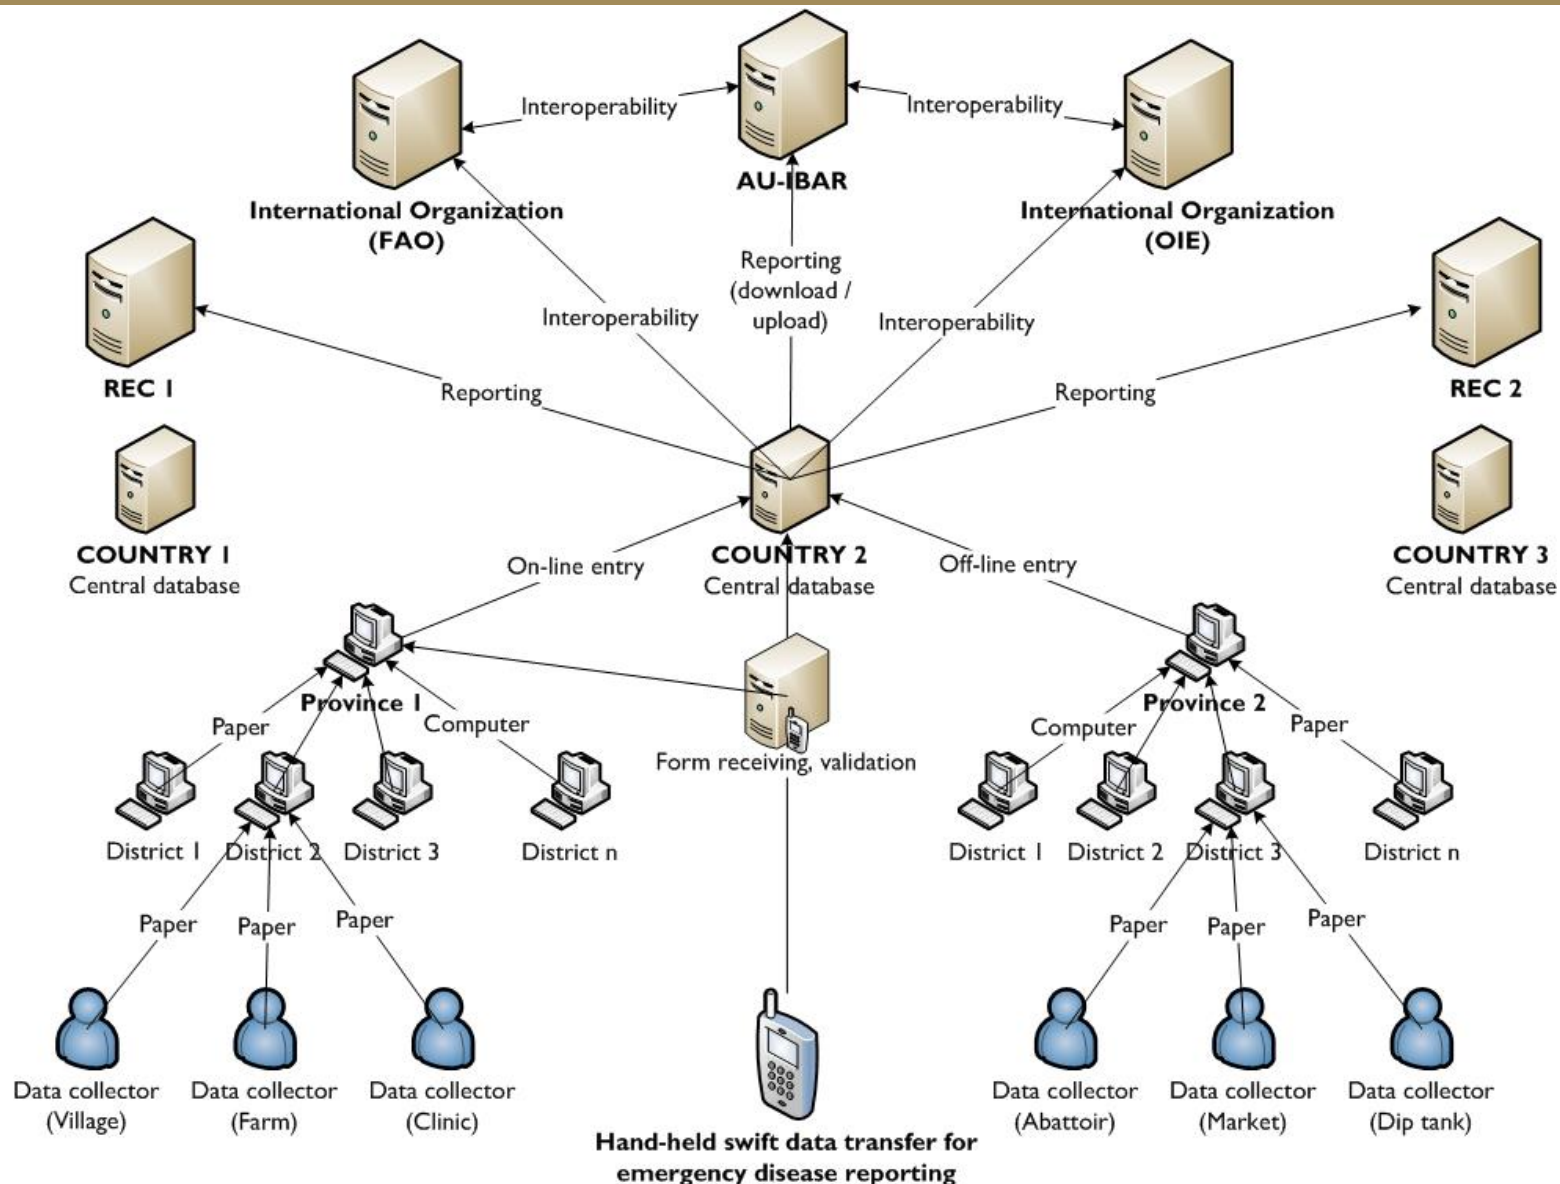 Interoperability
Interoperability
AU-IBAR
International Organization
(FAO)
International Organization
(OIE)
Reporting
(download /
upload)
Interoperability
Interoperability
REC 1
Reporting
Reporting
REC 2
COUNTRY 1
Central database
On-line entry
COUNTRY 2
Central database
Off-line entry
COUNTRY 3
Central database
Province 1
Province 2
Paper
Computer
Computer
Paper
Form receiving, validation
District 1
District 2
District 3
District n
District 1
District 2
District 3
District n
Paper
Paper
Paper
Paper
Paper
Paper
Data collector
(Village)
Data collector
(Farm)
Data collector
(Clinic)
Data collector
(Abattoir)
Data collector
(Market)
Data collector
(Dip tank)
Hand-held swift data transfer for
emergency disease reporting